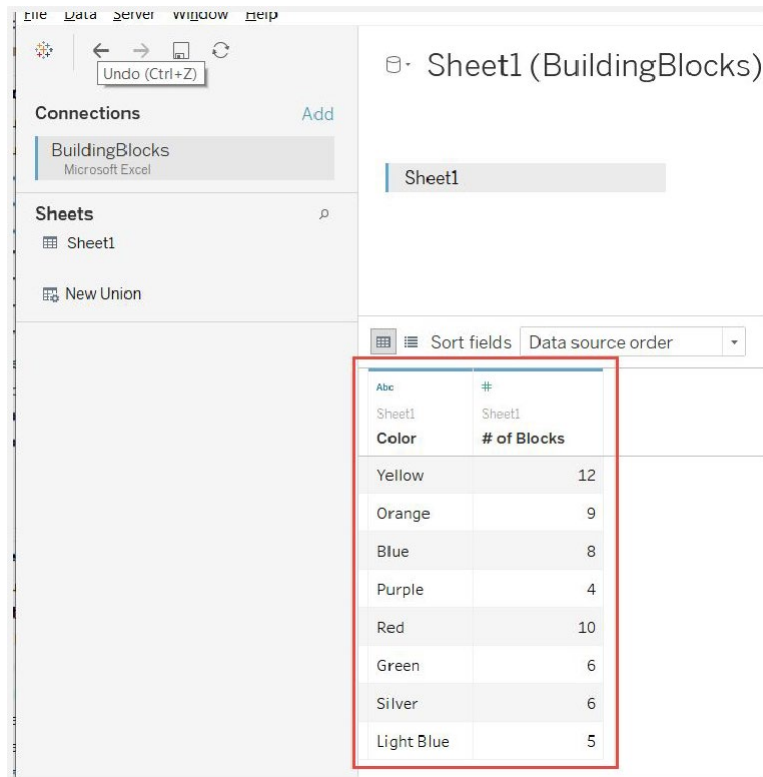 File Data Server Window Help
Undo (Ctrl+Z)
Sheet1 (BuildingBlocks)
Connections Add
BuildingBlocks
Microsoft Excel
Sheet1
Sheets
Sheet1
New Union
Sort fields Data source order
Abc #
Sheet1 Sheet1
Color # of Blocks
Yellow 12
Orange 9
Blue 8
Purple 4
Red 10
Green 6
Silver 6
Light Blue 5